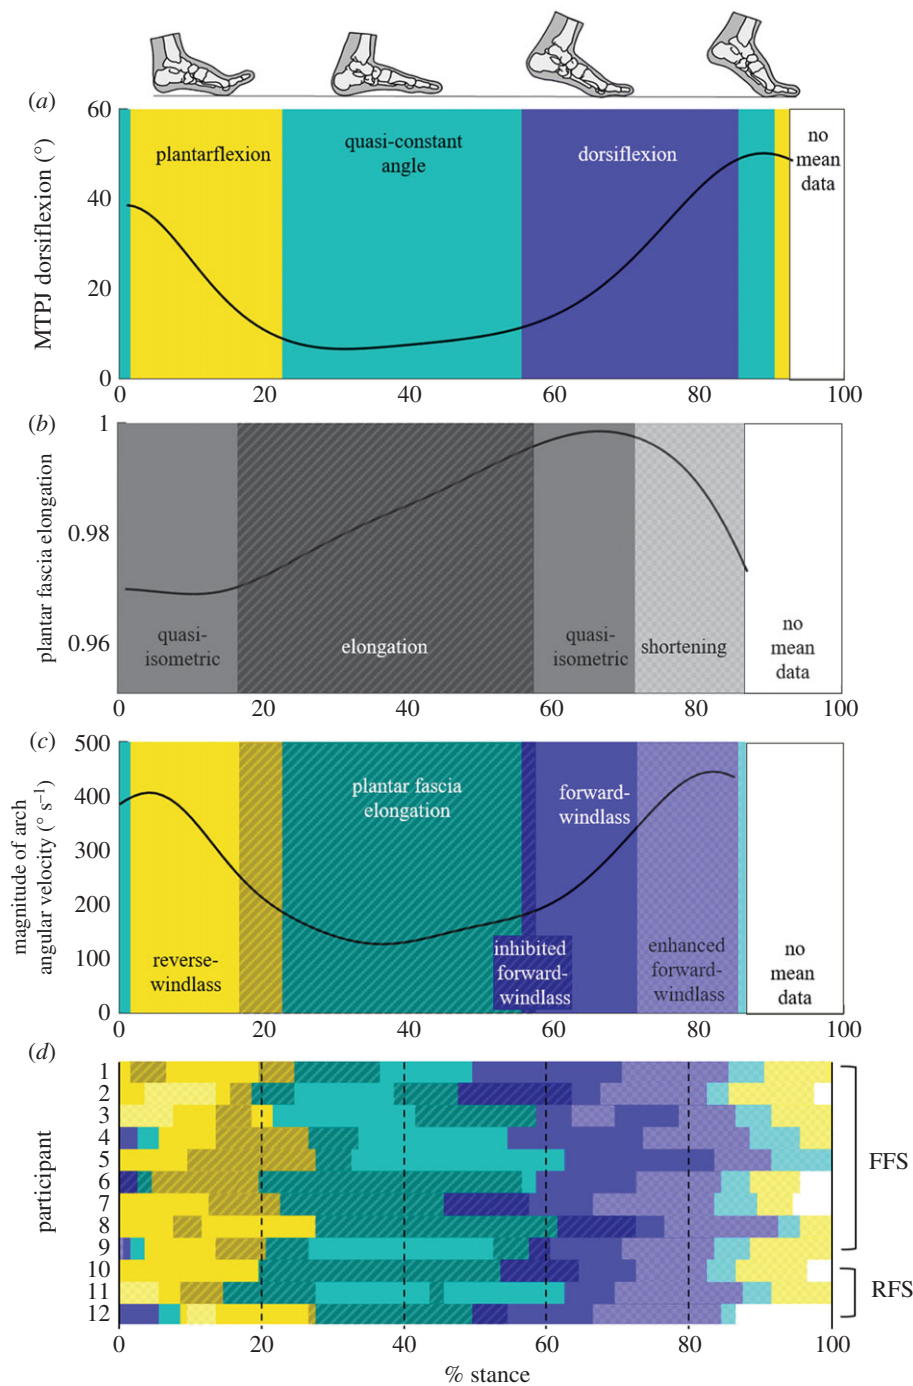 (a)
MTPJ dorsiflexion (°)
60
40
20
0
plantarflexion
quasi-constant
angle
dorsiflexion
no
mean
data
0 20 40 60 80 100
(b)
plantar fascia elongation
1
0.98
0.96
quasi-
isometric
elongation
quasi-
isometric
shortening
no
mean
data
0 20 40 60 80 100
(c)
magnitude of arch
angular velocity (° s⁻¹)
500
400
300
200
100
0
reverse-
windlass
plantar fascia
elongation
inhibited
forward-
windlass
forward-
windlass
enhanced
forward-
windlass
no
mean
data
0 20 40 60 80 100
(d)
participant
1
2
3
4
5
6
7
8
9
10
11
12
FFS
RFS
0 20 40 60 80 100
% stance